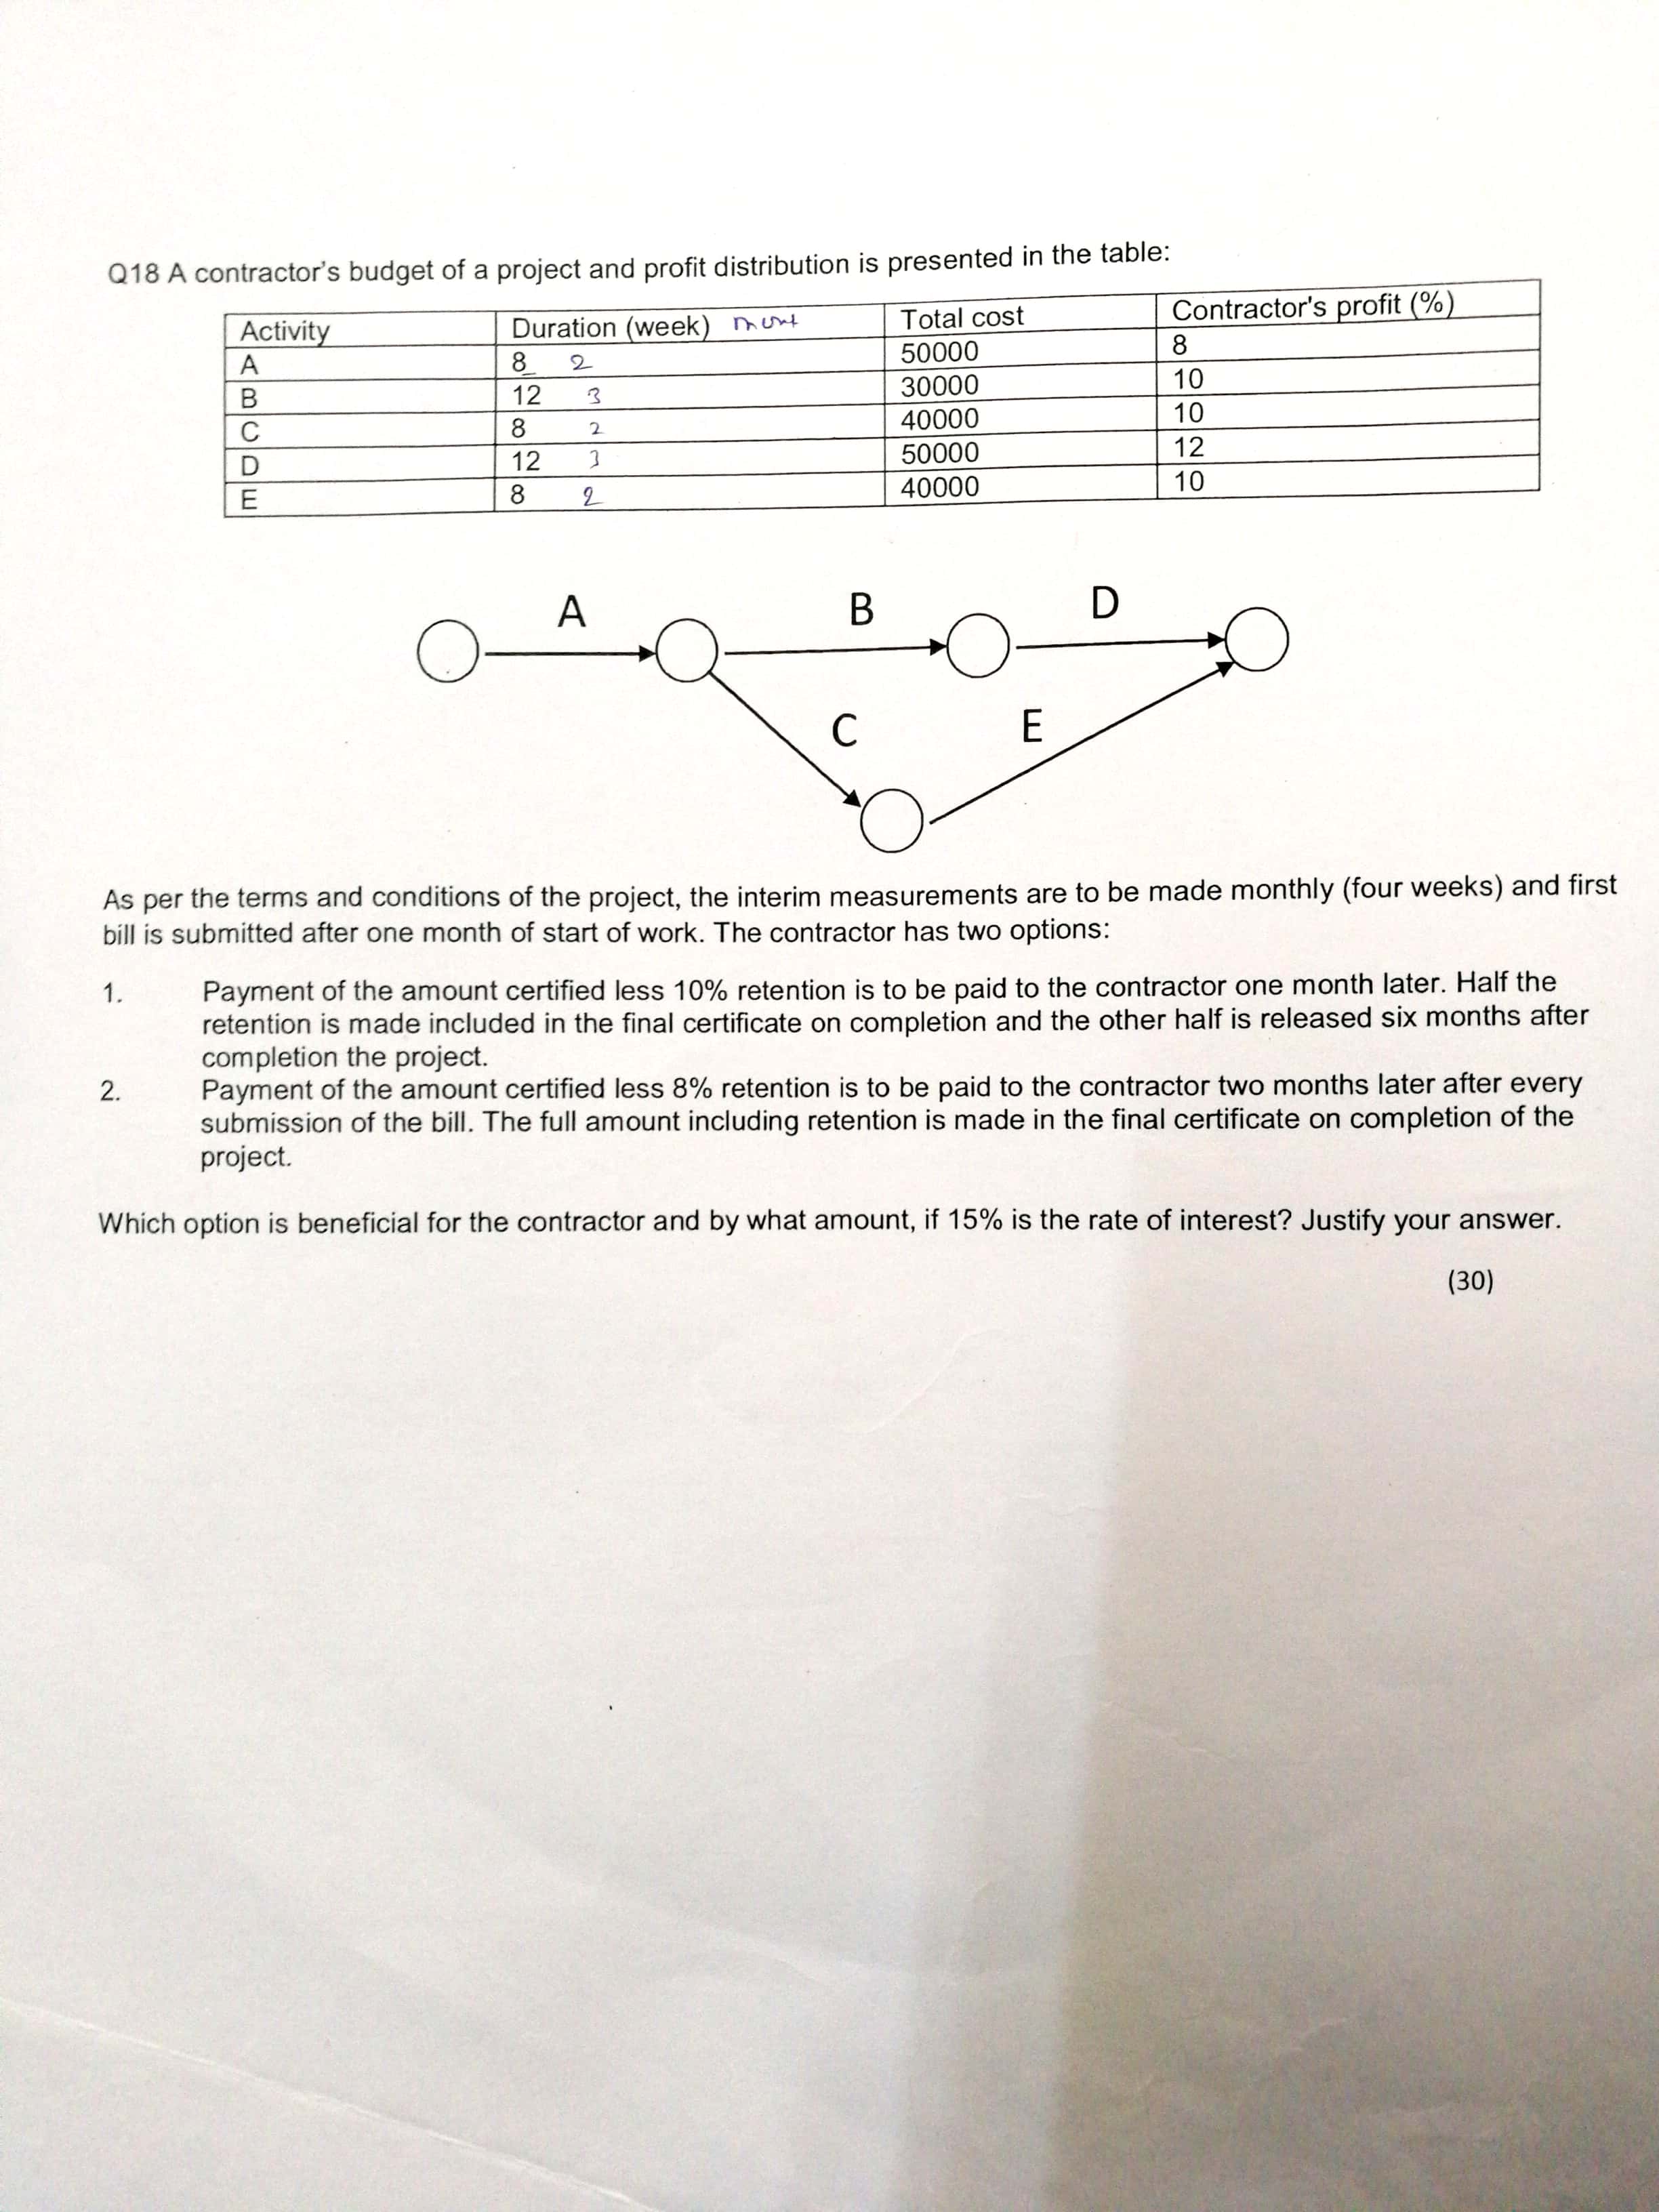 Q18 A contractor's budget of a project and profit distribution is presented in the table:
Activity Duration (week) Total cost Contractor's profit (%)
A 8 2 50000 8
B 12 3 30000 10
C 8 2 40000 10
D 12 3 50000 12
E 8 2 40000 10
A B D
C E
As per the terms and conditions of the project, the interim measurements are to be made monthly (four weeks) and first
bill is submitted after one month of start of work. The contractor has two options:
1. Payment of the amount certified less 10% retention is to be paid to the contractor one month later. Half the
retention is made included in the final certificate on completion and the other half is released six months after
completion the project.
2. Payment of the amount certified less 8% retention is to be paid to the contractor two months later after every
submission of the bill. The full amount including retention is made in the final certificate on completion of the
project.
Which option is beneficial for the contractor and by what amount, if 15% is the rate of interest? Justify your answer.
(30)